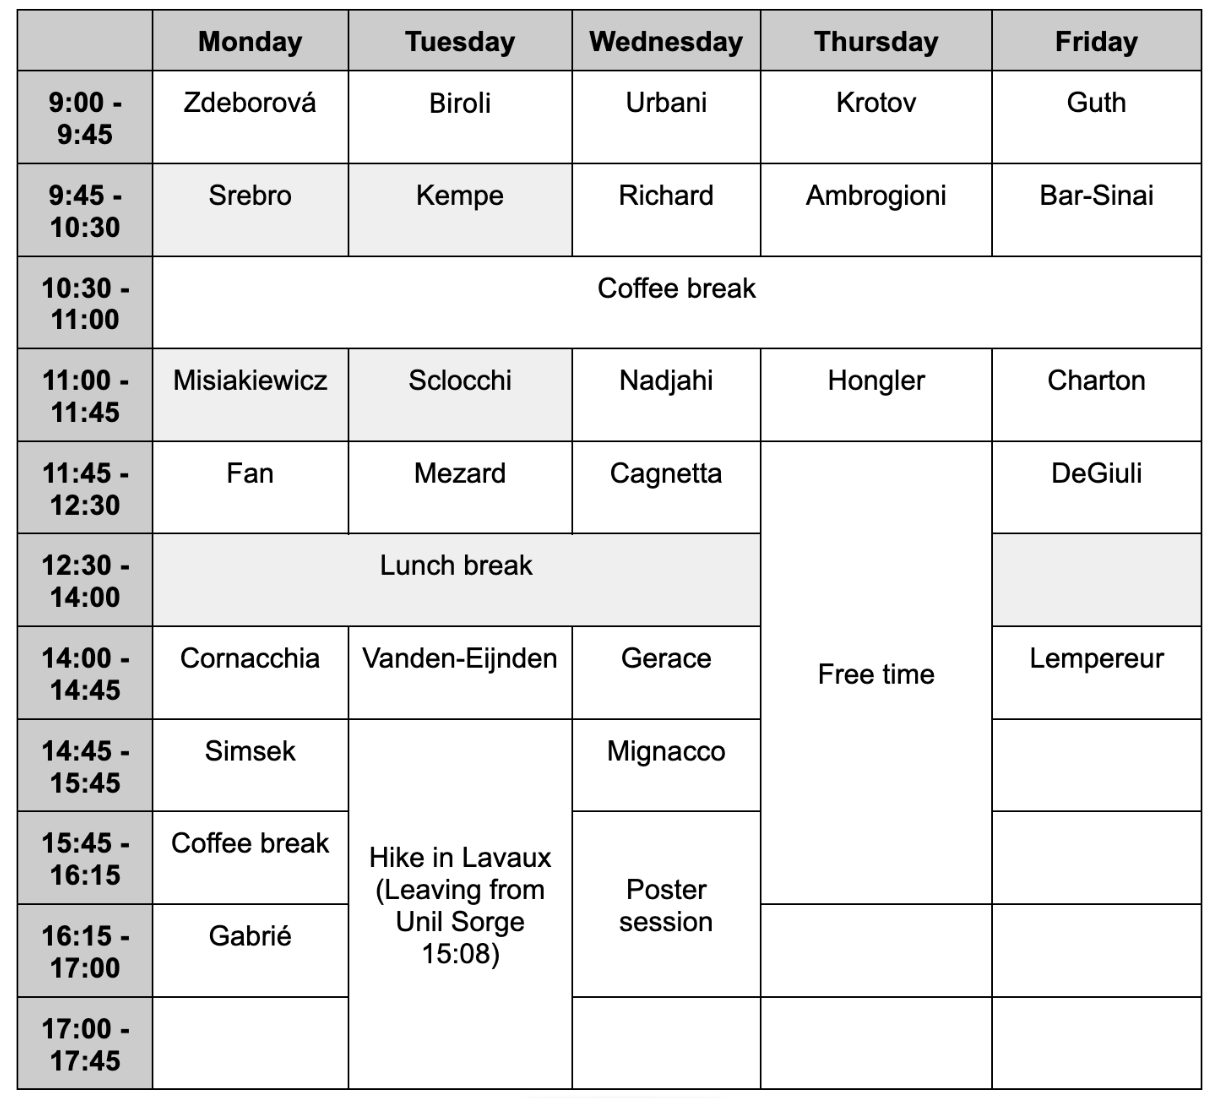 Monday Tuesday Wednesday Thursday Friday
9:00 - Zdeborová Biroli Urbani Krotov Guth
9:45
9:45 - Srebro Kempe Richard Ambrogioni Bar-Sinai
10:30
10:30 - Coffee break
11:00
11:00 - Misiakiewicz Sclocchi Nadjahi Hongler Charton
11:45
11:45 - Fan Mezard Cagnetta DeGiuli
12:30
12:30 - Lunch break
14:00
14:00 - Cornacchia Vanden-Eijnden Gerace Free time Lempereur
14:45
14:45 - Simsek Mignacco
15:45
15:45 - Coffee break
16:15
Hike in Lavaux
(Leaving from
Unil Sorge
15:08)
Poster
session
16:15 - Gabrié
17:00
17:00 -
17:45